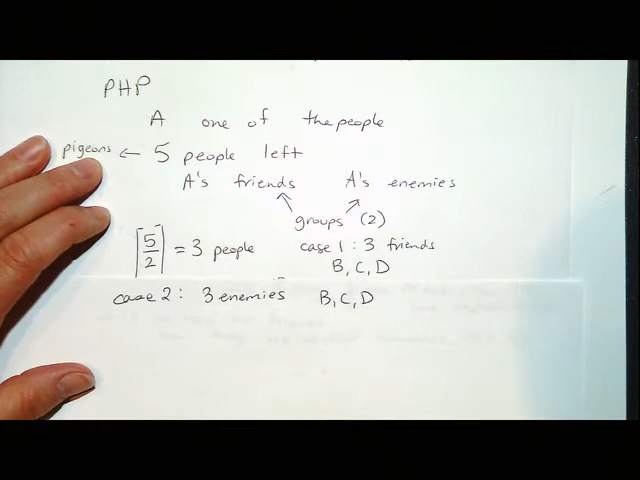 PHP
A one of the people
pigeons ← 5 people left
A's friends A's enemies
groups (2)
⌈5/2⌉ = 3 people case 1 : 3 friends
B, C, D
case 2 : 3 enemies B, C, D